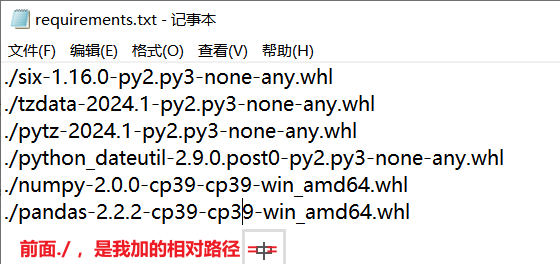 requirements.txt - 记事本
文件(F) 编辑(E) 格式(O) 查看(V) 帮助(H)
./six-1.16.0-py2.py3-none-any.whl
./tzdata-2024.1-py2.py3-none-any.whl
./pytz-2024.1-py2.py3-none-any.whl
./python_dateutil-2.9.0.post0-py2.py3-none-any.whl
./numpy-2.0.0-cp39-cp39-win_amd64.whl
./pandas-2.2.2-cp39-cp39-win_amd64.whl
前面./ ，是我加的相对路径